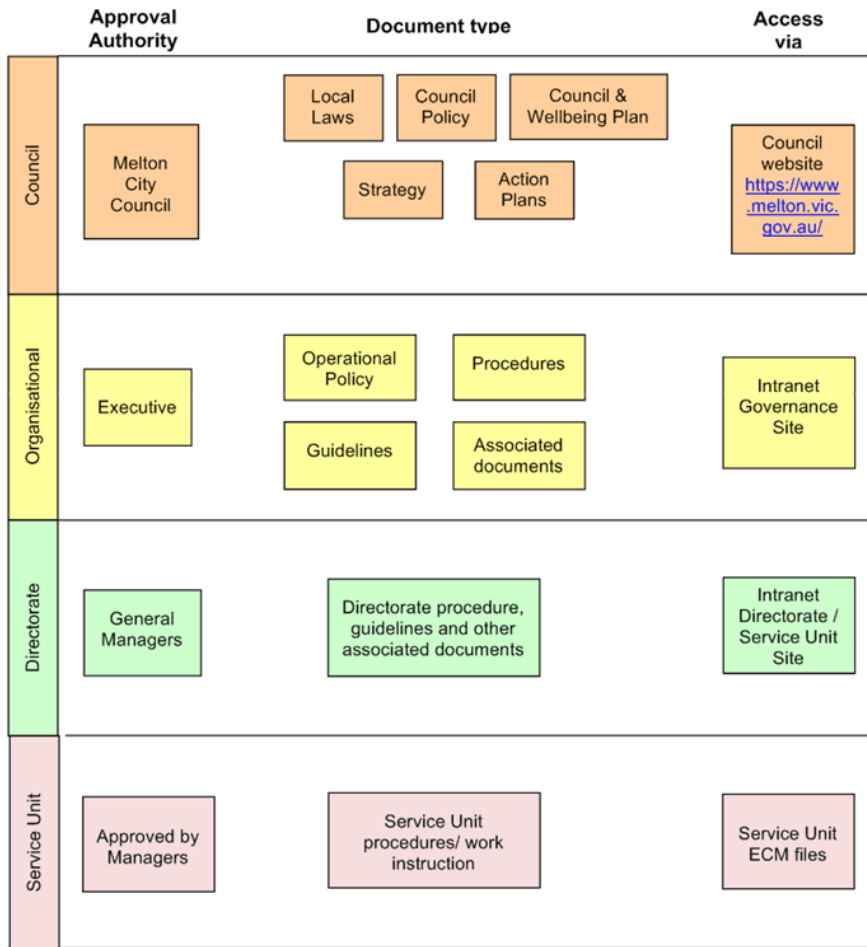 Approval
Authority
Document type
Access
via
Council
Melton
City
Council
Local
Laws
Council
Policy
Council &
Wellbeing Plan
Strategy
Action
Plans
Council
website
https://www
.melton.vic.
gov.au/
Organisational
Executive
Operational
Policy
Procedures
Guidelines
Associated
documents
Intranet
Governance
Site
Directorate
General
Managers
Directorate procedure,
guidelines and other
associated documents
Intranet
Directorate /
Service Unit
Site
Service Unit
Approved by
Managers
Service Unit
procedures/ work
instruction
Service Unit
ECM files